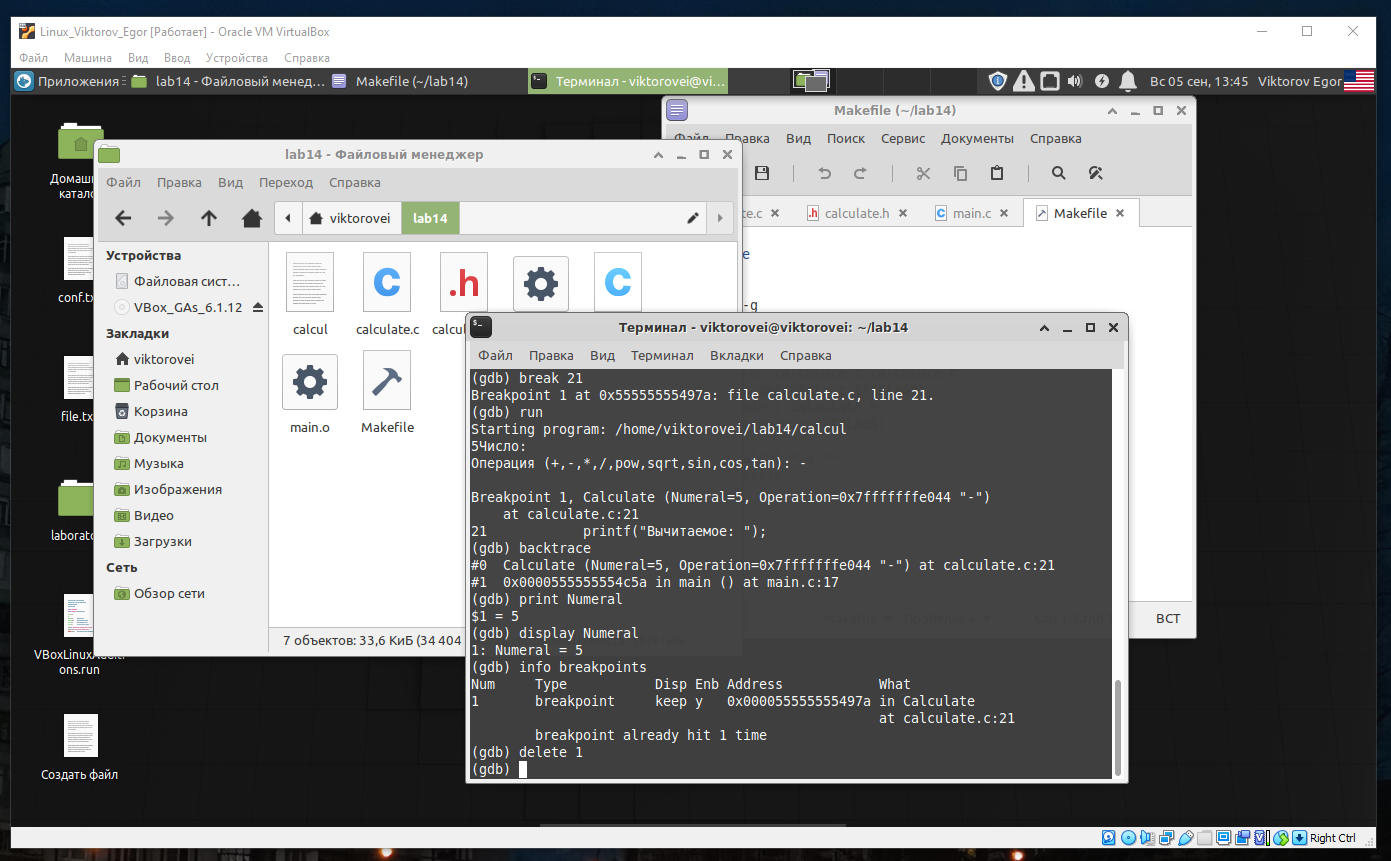 Linux_Viktorov_Egor [Работает] - Oracle VM VirtualBox
Файл Машина Вид Ввод Устройства Справка
Приложения lab14 - Файловый менед... Makefile (~/lab14) Терминал - viktorovei@vi... Вс 05 сен, 13:45 Viktorov Egor
Makefile (~/lab14)
Файл Правка Вид Поиск Сервис Документы Справка
calculate.h main.c Makefile
-g
ВСТ
lab14 - Файловый менеджер
Файл Правка Вид Переход Справка
viktorovei lab14
Устройства
Файловая сист...
VBox_GAs_6.1.12
Закладки
viktorovei
Рабочий стол
Корзина
Документы
Музыка
Изображения
Видео
Загрузки
Сеть
Обзор сети
calcul calculate.c
main.o Makefile
7 объектов: 33,6 КиБ (34 404
Терминал - viktorovei@viktorovei: ~/lab14
Файл Правка Вид Терминал Вкладки Справка
(gdb) break 21
Breakpoint 1 at 0x55555555497a: file calculate.c, line 21.
(gdb) run
Starting program: /home/viktorovei/lab14/calcul
5Число:
Операция (+,-,*,/,pow,sqrt,sin,cos,tan): -
Breakpoint 1, Calculate (Numeral=5, Operation=0x7fffffffe044 "-")
at calculate.c:21
21 printf("Вычитаемое: ");
(gdb) backtrace
#0 Calculate (Numeral=5, Operation=0x7fffffffe044 "-") at calculate.c:21
#1 0x0000555555554c5a in main () at main.c:17
(gdb) print Numeral
$1 = 5
(gdb) display Numeral
1: Numeral = 5
(gdb) info breakpoints
Num Type Disp Enb Address What
1 breakpoint keep y 0x000055555555497a in Calculate
at calculate.c:21
breakpoint already hit 1 time
(gdb) delete 1
(gdb)
Создать файл
Right Ctrl